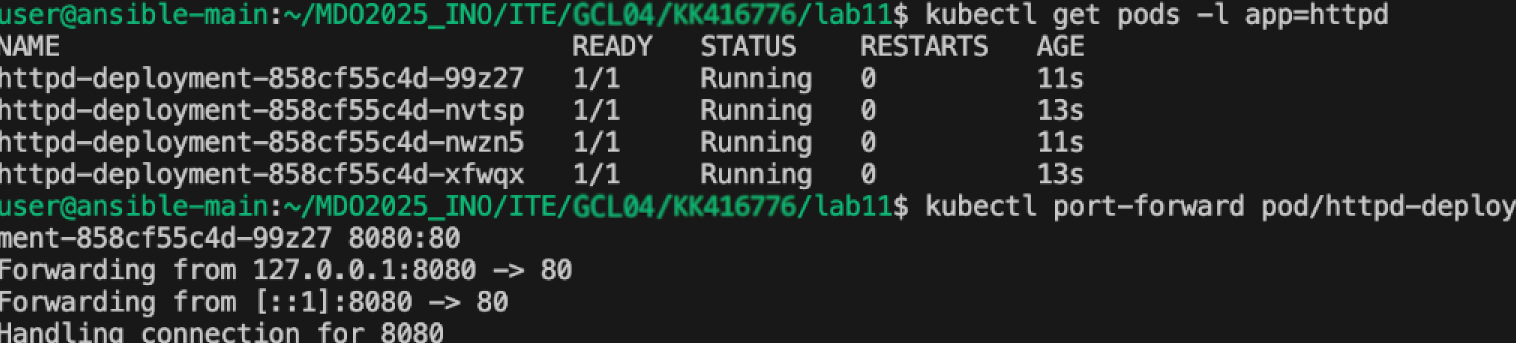 user@ansible-main:~/MDO2025_INO/ITE/GCL04/KK416776/lab11$ kubectl get pods -l app=httpd
NAME READY STATUS RESTARTS AGE
httpd-deployment-858cf55c4d-99z27 1/1 Running 0 11s
httpd-deployment-858cf55c4d-nvtsp 1/1 Running 0 13s
httpd-deployment-858cf55c4d-nwzn5 1/1 Running 0 11s
httpd-deployment-858cf55c4d-xfwqx 1/1 Running 0 13s
user@ansible-main:~/MDO2025_INO/ITE/GCL04/KK416776/lab11$ kubectl port-forward pod/httpd-deploy
ment-858cf55c4d-99z27 8080:80
Forwarding from 127.0.0.1:8080 -> 80
Forwarding from [::1]:8080 -> 80
Handling connection for 8080